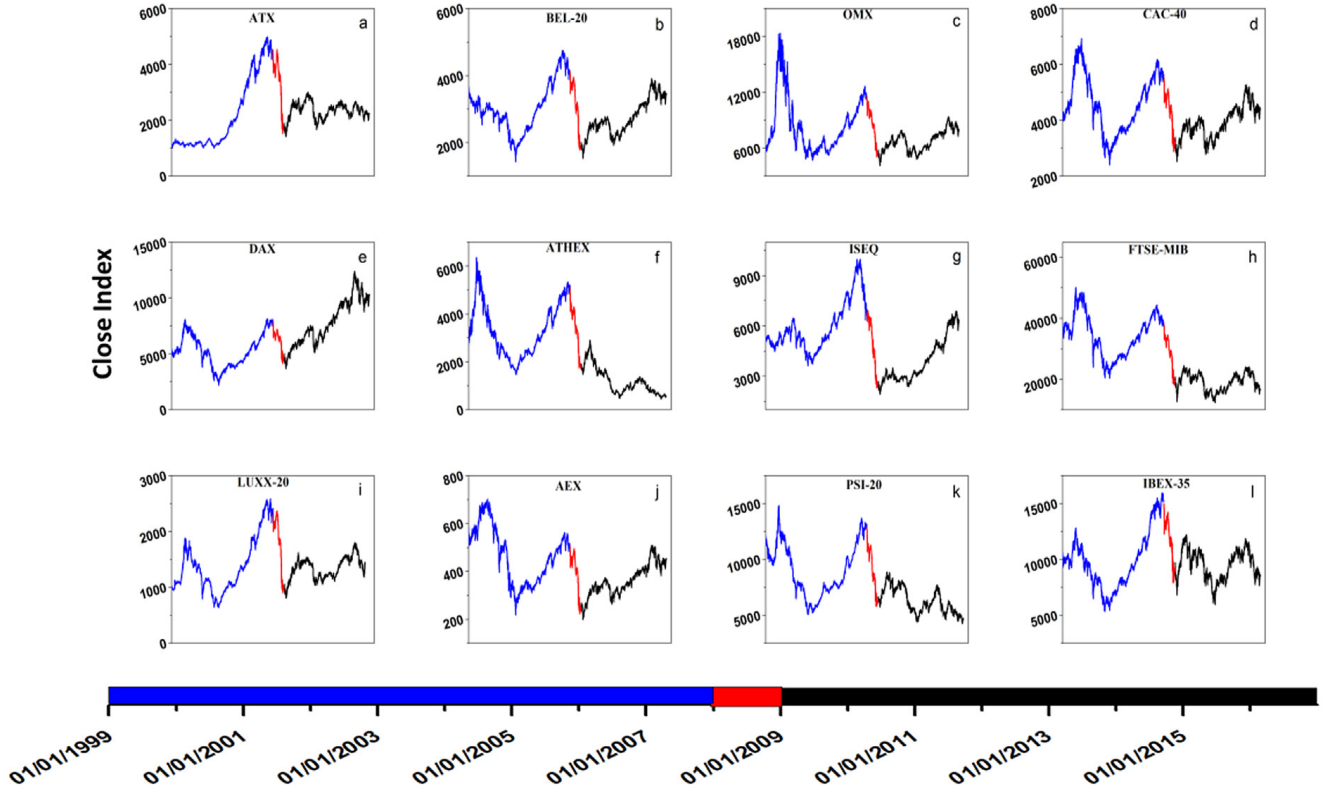 ATX
a
6000
4000
2000
0
BEL-20
b
4000
2000
OMX
c
18000
12000
6000
CAC-40
d
8000
6000
4000
2000
Close Index
DAX
e
15000
10000
5000
0
ATHEX
f
6000
4000
2000
0
ISEQ
g
9000
6000
3000
FTSE-MIB
h
60000
40000
20000
LUXX-20
i
3000
2000
1000
0
AEX
j
800
600
400
200
PSI-20
k
15000
10000
5000
IBEX-35
l
15000
10000
5000
01/01/1999
01/01/2001
01/01/2003
01/01/2005
01/01/2007
01/01/2009
01/01/2011
01/01/2013
01/01/2015